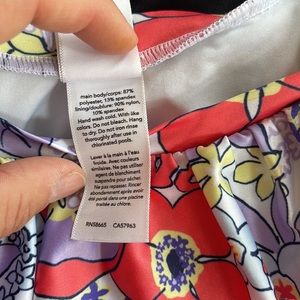 main body/corps: 87%
polyester, 13% spandex
lining/doublure: 90% nylon,
10% spandex
Hand wash cold. With like
colors. Do not bleach. Hang
to dry. Do not iron rinse
thoroughly after use in
chlorinated pools.
Laver à la main à l'eau
froide. Avec couleurs
similaires. Ne pas utiliser
agent de blanchiment
essorer pour sécher.
Ne pas repasser. Rincer
abondamment après avoir
été porté dans une piscine
traitée du chlore.
RN58665 CA57963